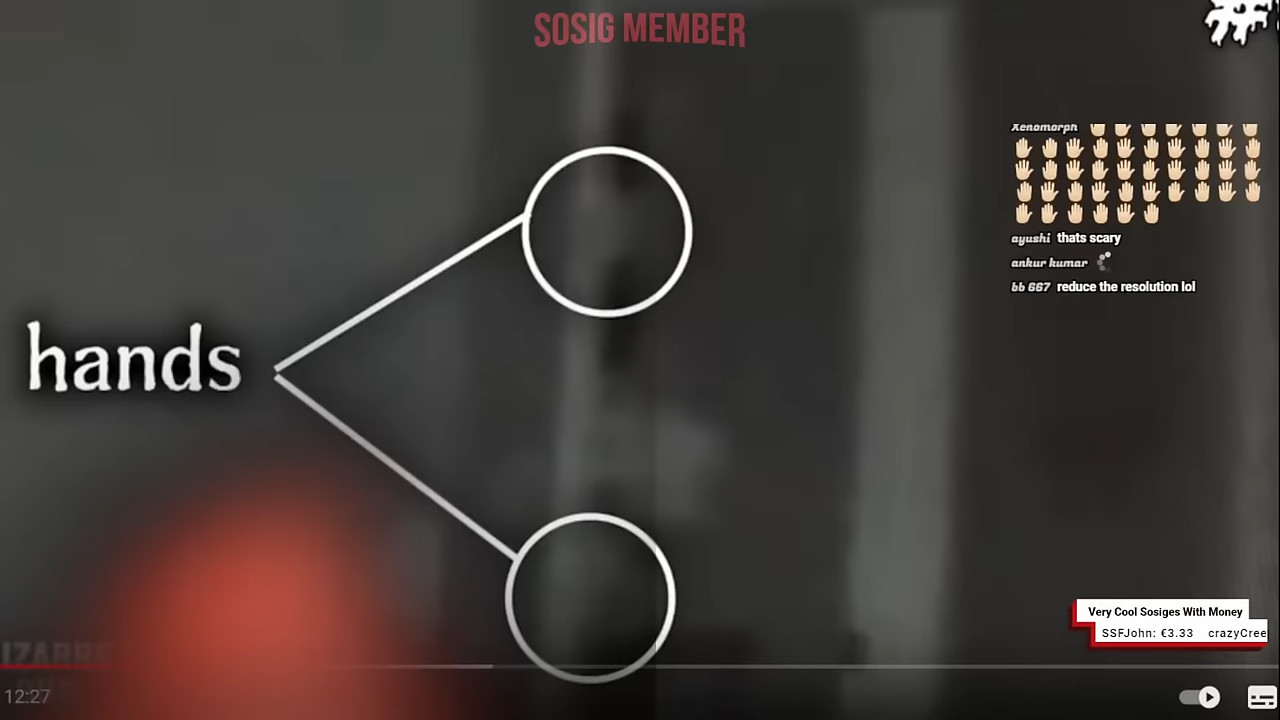 SOSIG MEMBER
Xenomorph
ayushi thats scary
ankur kumar
bb 667 reduce the resolution lol
hands
Very Cool Sosiges With Money
SSFJohn: €3.33 crazyCree
IZARRE
12:27